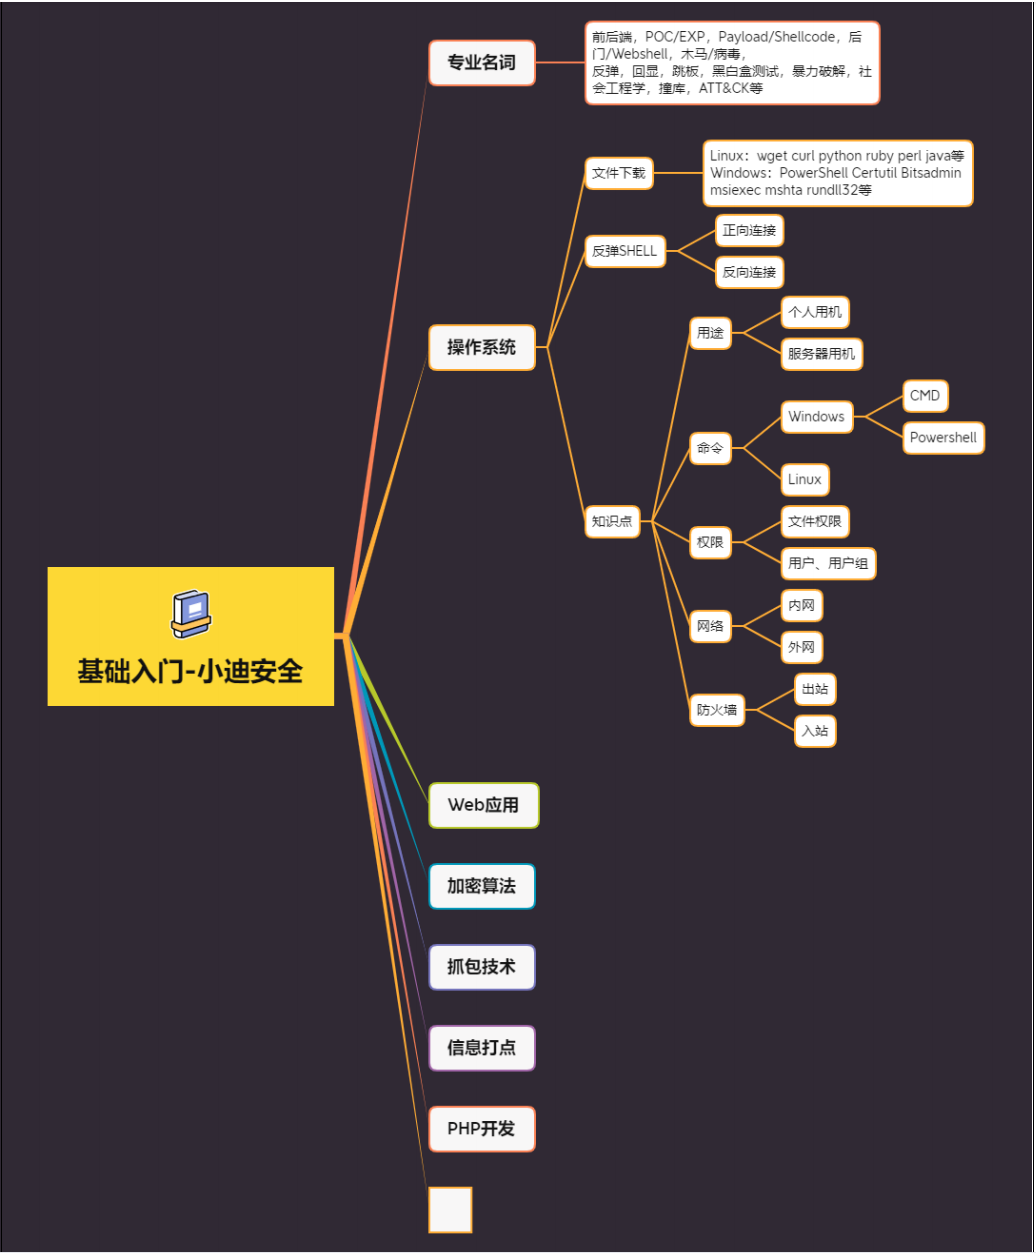 专业名词
前后端，POC/EXP，Payload/Shellcode，后
门/Webshell，木马/病毒，
反弹，回显，跳板，黑白盒测试，暴力破解，社
会工程学，撞库，ATT&CK等
文件下载
Linux：wget curl python ruby perl java等
Windows：PowerShell Certutil Bitsadmin
msiexec mshta rundll32等
反弹SHELL
正向连接
反向连接
操作系统
用途
个人用机
服务器用机
命令
Windows
CMD
Powershell
Linux
知识点
权限
文件权限
用户、用户组
网络
内网
外网
防火墙
出站
入站
基础入门-小迪安全
Web应用
加密算法
抓包技术
信息打点
PHP开发